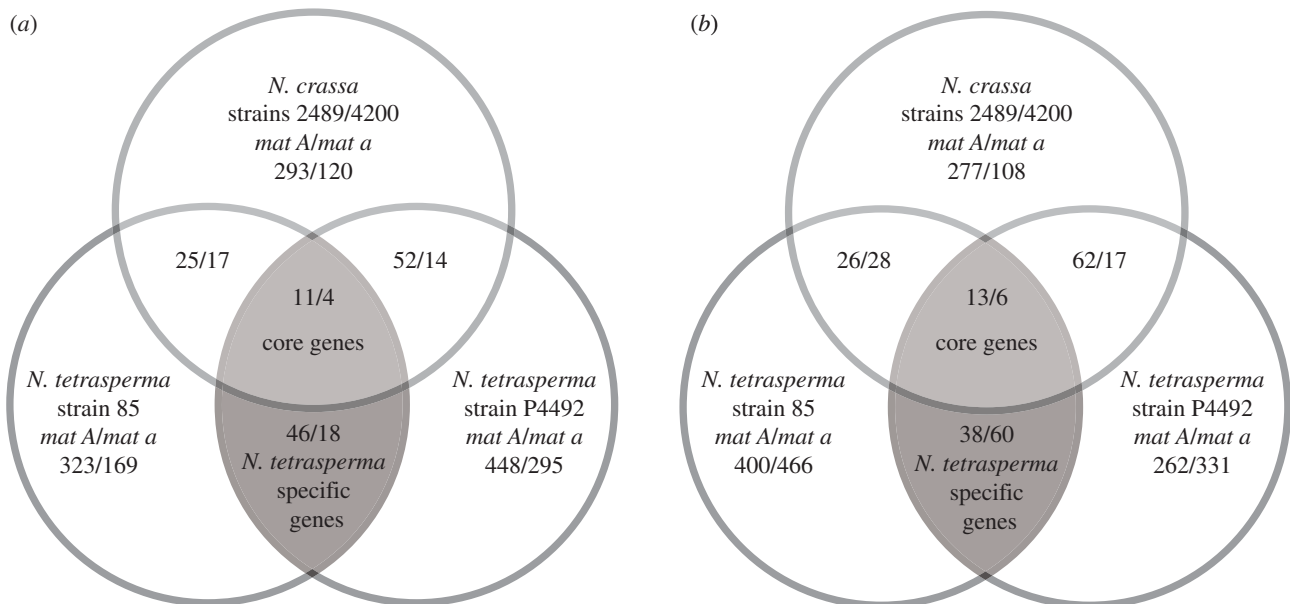 (a)
N. crassa
strains 2489/4200
mat A/mat a
293/120
25/17
52/14
11/4
core genes
N. tetrasperma
strain 85
mat A/mat a
323/169
N. tetrasperma
strain P4492
mat A/mat a
448/295
46/18
N. tetrasperma
specific
genes
(b)
N. crassa
strains 2489/4200
mat A/mat a
277/108
26/28
62/17
13/6
core genes
N. tetrasperma
strain 85
mat A/mat a
400/466
N. tetrasperma
strain P4492
mat A/mat a
262/331
38/60
N. tetrasperma
specific
genes